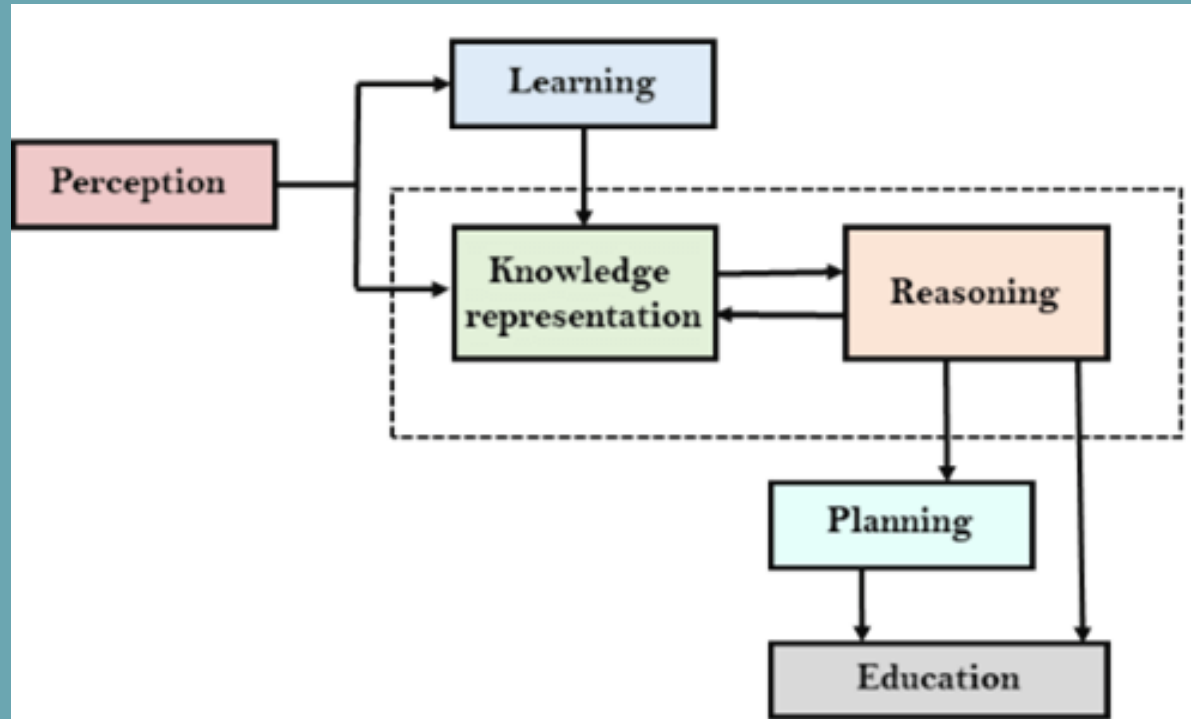 Learning
Perception
Knowledge
representation
Reasoning
Planning
Education